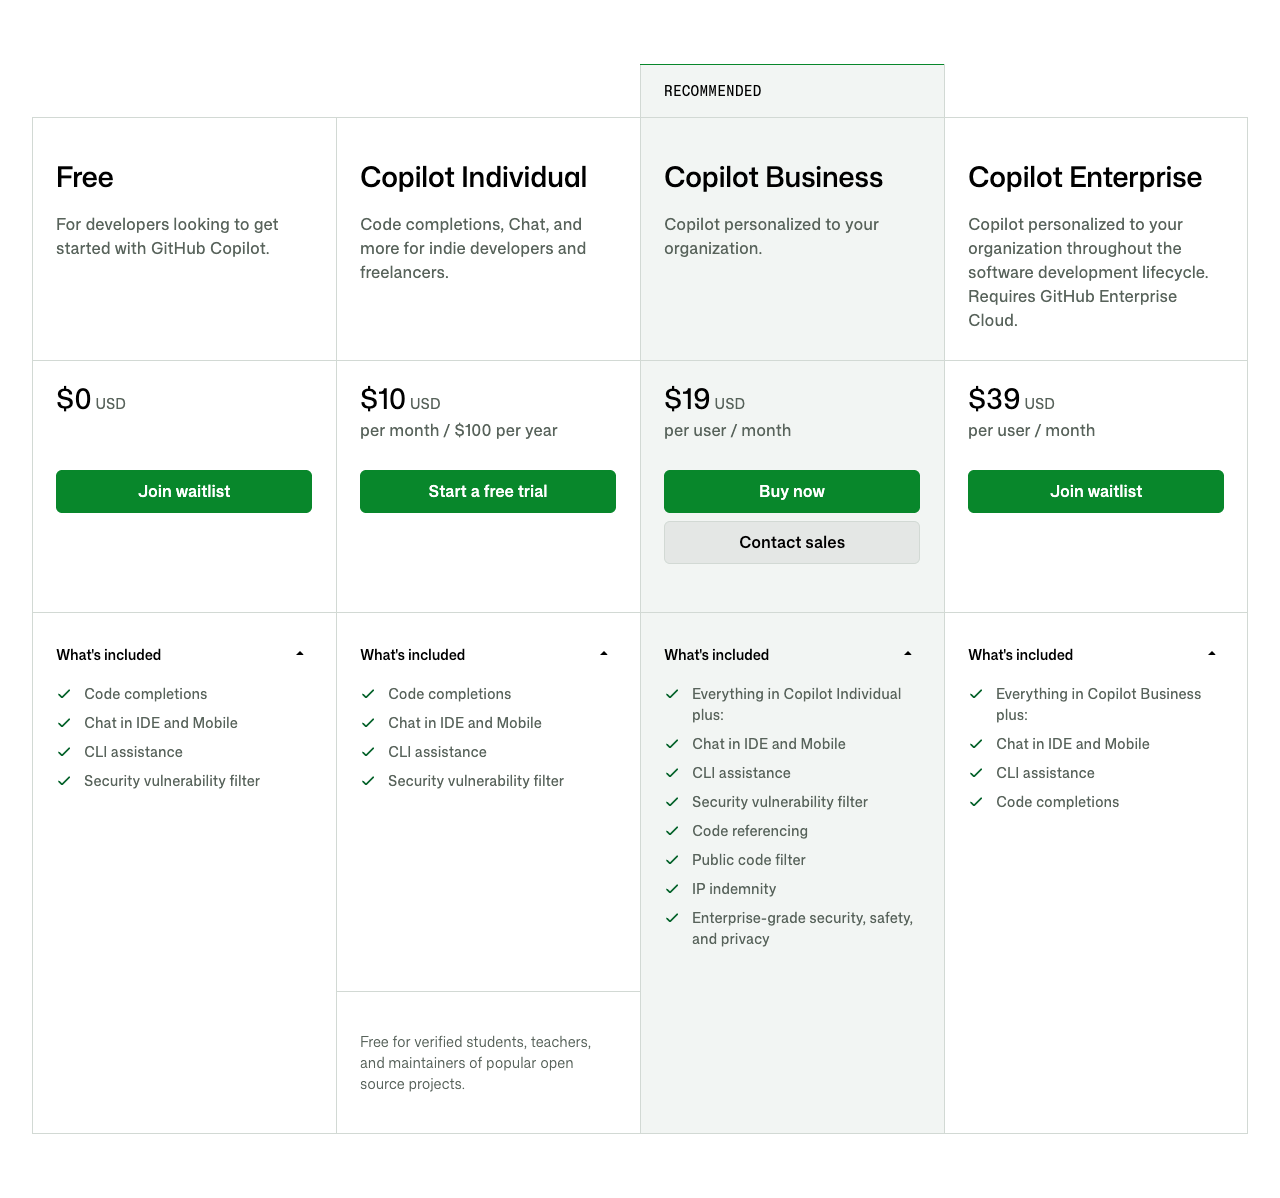 RECOMMENDED
Free
For developers looking to get
started with GitHub Copilot.
$0 USD
Join waitlist
What's included
Code completions
Chat in IDE and Mobile
CLI assistance
Security vulnerability filter
Copilot Individual
Code completions, Chat, and
more for indie developers and
freelancers.
$10 USD
per month / $100 per year
Start a free trial
What's included
Code completions
Chat in IDE and Mobile
CLI assistance
Security vulnerability filter
Free for verified students, teachers,
and maintainers of popular open
source projects.
Copilot Business
Copilot personalized to your
organization.
$19 USD
per user / month
Buy now
Contact sales
What's included
Everything in Copilot Individual
plus:
Chat in IDE and Mobile
CLI assistance
Security vulnerability filter
Code referencing
Public code filter
IP indemnity
Enterprise-grade security, safety,
and privacy
Copilot Enterprise
Copilot personalized to your
organization throughout the
software development lifecycle.
Requires GitHub Enterprise
Cloud.
$39 USD
per user / month
Join waitlist
What's included
Everything in Copilot Business
plus:
Chat in IDE and Mobile
CLI assistance
Code completions